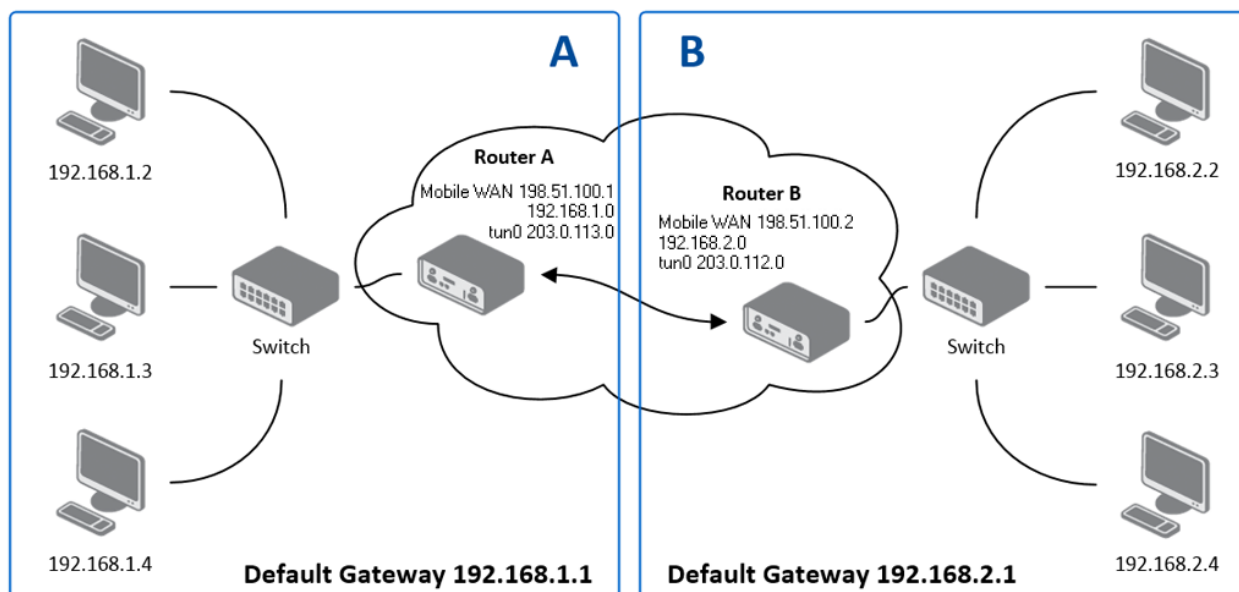 A
B
192.168.1.2
192.168.1.3
192.168.1.4
Switch
Router A
Mobile WAN 198.51.100.1
192.168.1.0
tun0 203.0.113.0
Default Gateway 192.168.1.1
Router B
Mobile WAN 198.51.100.2
192.168.2.0
tun0 203.0.112.0
Switch
192.168.2.2
192.168.2.3
192.168.2.4
Default Gateway 192.168.2.1